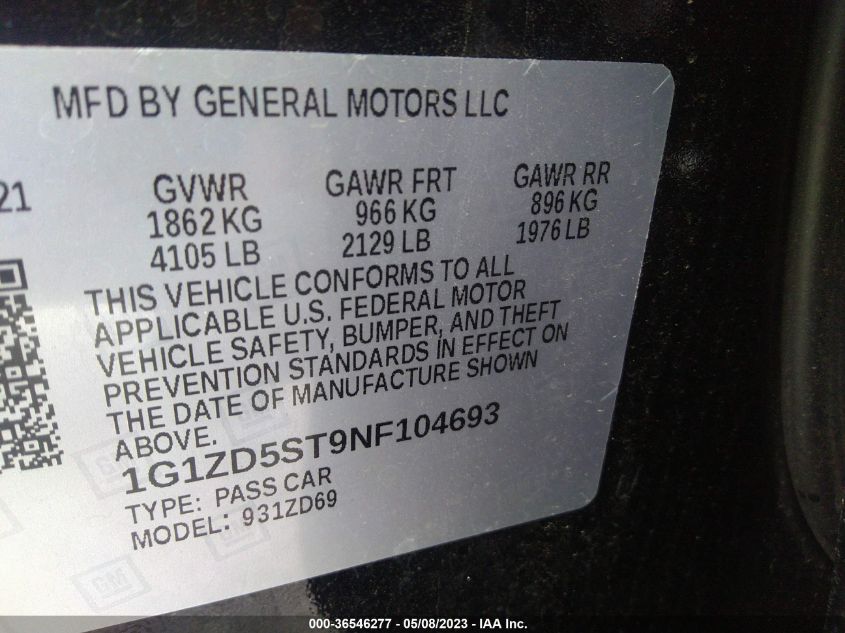 MFD BY GENERAL MOTORS LLC
21
GVWR
1862 KG
4105 LB
GAWR FRT
966 KG
2129 LB
GAWR RR
896 KG
1976 LB
THIS VEHICLE CONFORMS TO ALL
APPLICABLE U.S. FEDERAL MOTOR
VEHICLE SAFETY, BUMPER, AND THEFT
PREVENTION STANDARDS IN EFFECT ON
THE DATE OF MANUFACTURE SHOWN
ABOVE.
1G1ZD5ST9NF104693
TYPE: PASS CAR
MODEL: 931ZD69
GM
000-36546277 - 05/08/2023 - IAA Inc.